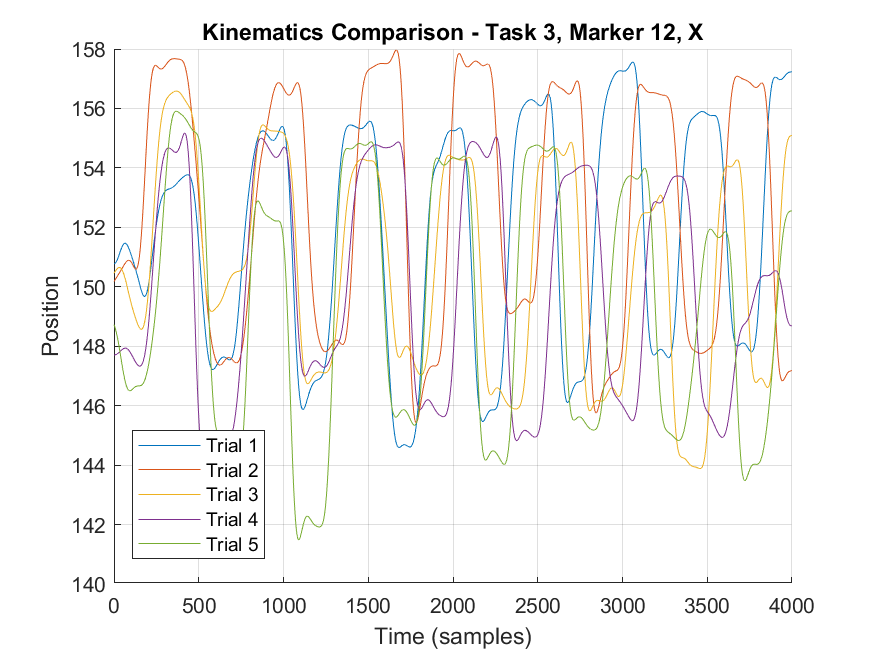 Kinematics Comparison - Task 3, Marker 12, X
158
156
154
152
150
148
146
144
142
140
Position
Trial 1
Trial 2
Trial 3
Trial 4
Trial 5
0 500 1000 1500 2000 2500 3000 3500 4000
Time (samples)